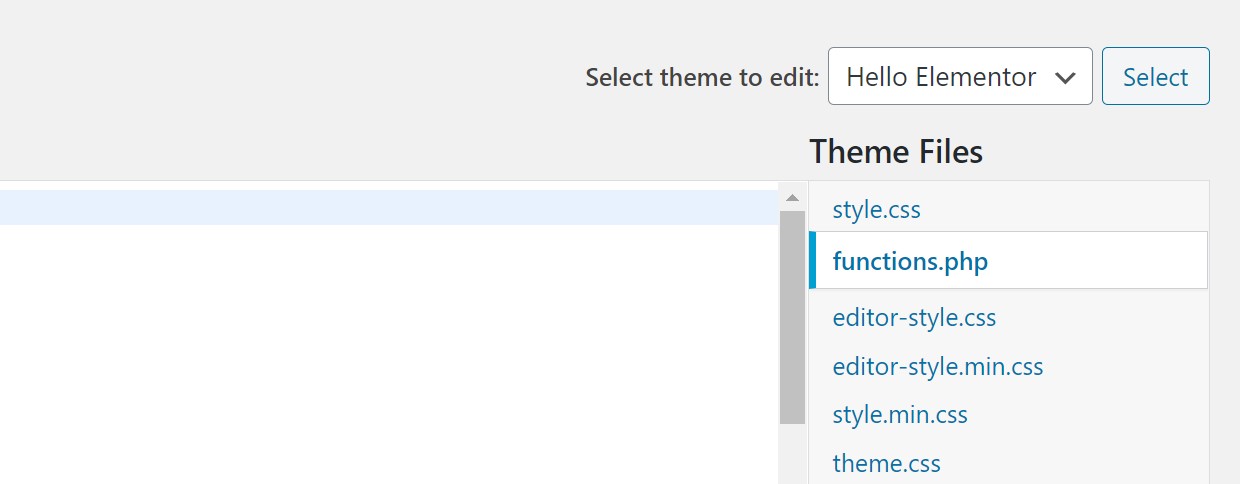 Select theme to edit: Hello Elementor Select
Theme Files
style.css
functions.php
editor-style.css
editor-style.min.css
style.min.css
theme.css